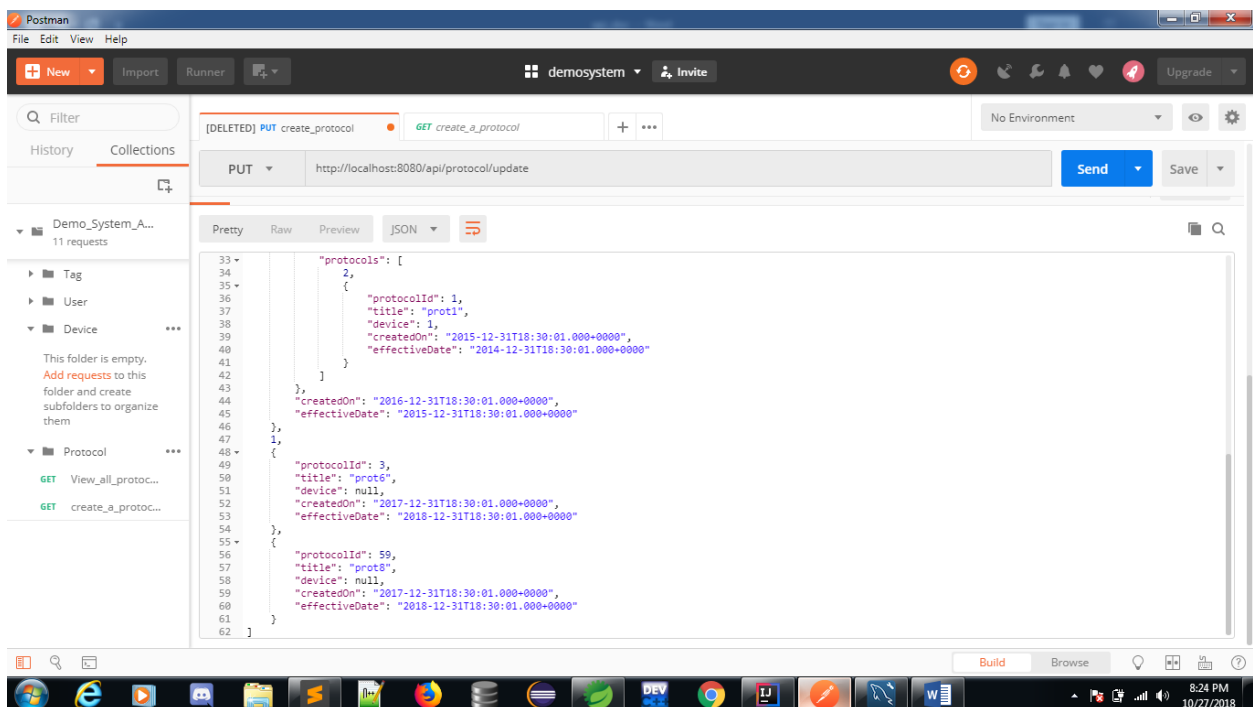 Postman
File Edit View Help
New Import Runner demosystem Invite Upgrade
Filter
History Collections
Demo_System_A...
11 requests
Tag
User
Device
This folder is empty.
Add requests to this
folder and create
subfolders to organize
them
Protocol
GET View_all_protoc...
GET create_a_protoc...
[DELETED] PUT create_protocol GET create_a_protocol
No Environment
PUT http://localhost:8080/api/protocol/update Send Save
Pretty Raw Preview JSON
33 "protocols": [
34 2,
35 {
36 "protocolId": 1,
37 "title": "prot1",
38 "device": 1,
39 "createdOn": "2015-12-31T18:30:01.000+0000",
40 "effectiveDate": "2014-12-31T18:30:01.000+0000"
41 }
42 ]
43 },
44 "createdOn": "2016-12-31T18:30:01.000+0000",
45 "effectiveDate": "2015-12-31T18:30:01.000+0000"
46 },
47 1,
48 {
49 "protocolId": 3,
50 "title": "prot6",
51 "device": null,
52 "createdOn": "2017-12-31T18:30:01.000+0000",
53 "effectiveDate": "2018-12-31T18:30:01.000+0000"
54 },
55 {
56 "protocolId": 59,
57 "title": "prot8",
58 "device": null,
59 "createdOn": "2017-12-31T18:30:01.000+0000",
60 "effectiveDate": "2018-12-31T18:30:01.000+0000"
61 }
62 ]
Build Browse
DEV
IJ
W
8:24 PM
10/27/2018